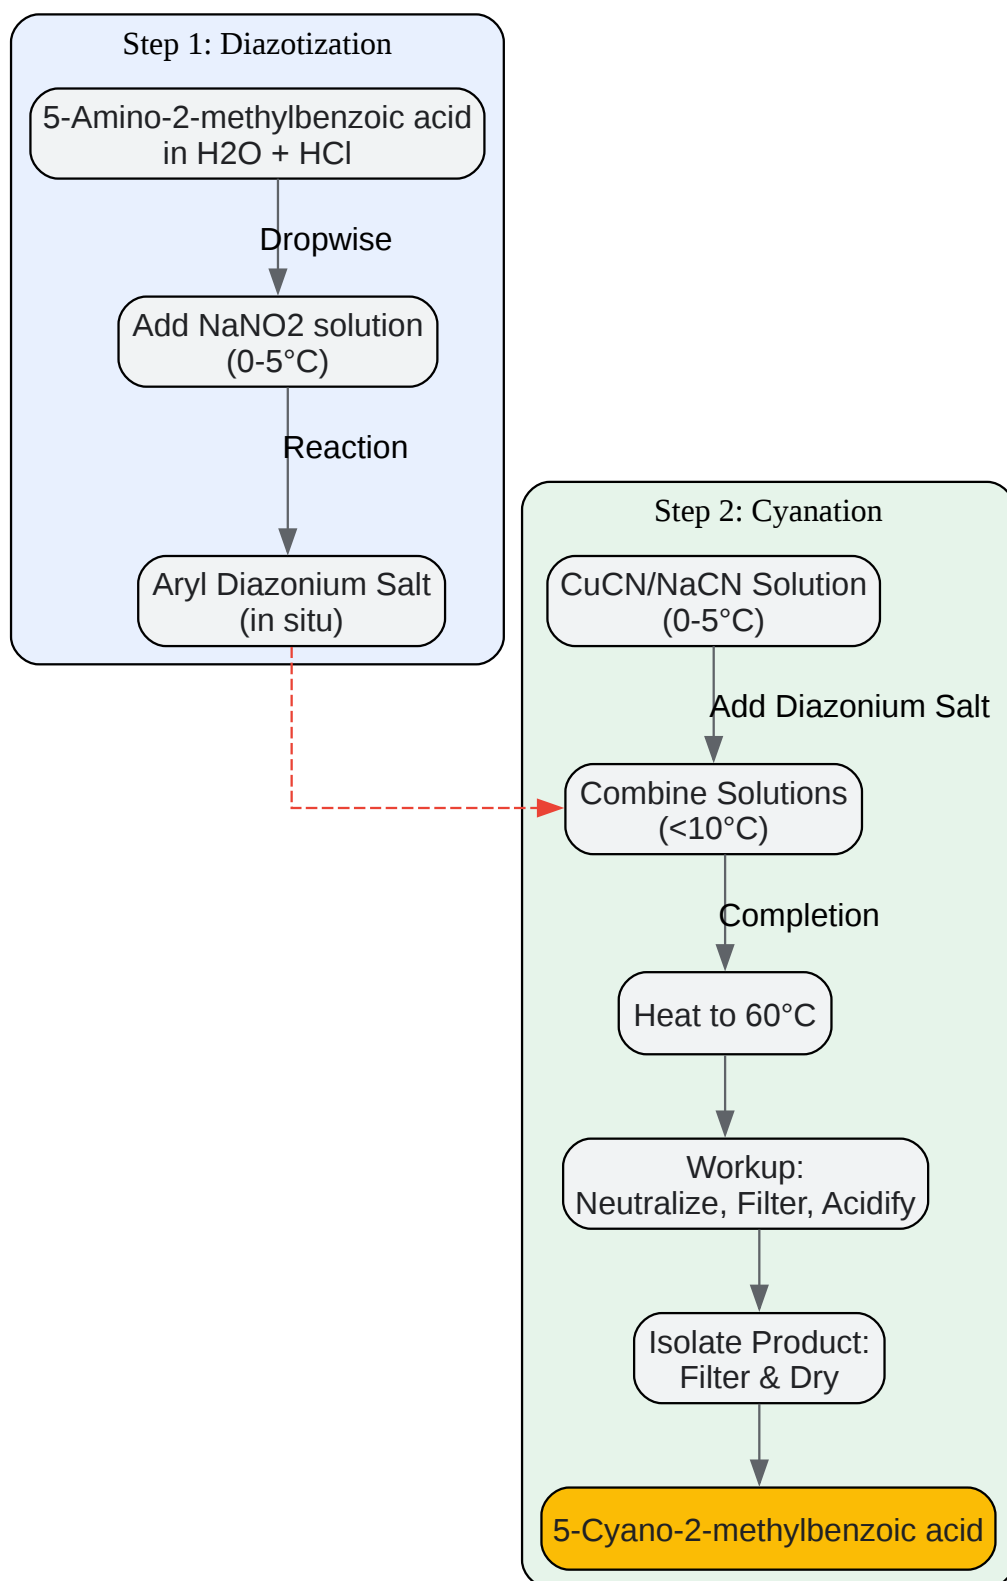 Step 1: Diazotization
5-Amino-2-methylbenzoic acid
in H2O + HCl
Dropwise
Add NaNO2 solution
(0-5°C)
Reaction
Aryl Diazonium Salt
(in situ)
Step 2: Cyanation
CuCN/NaCN Solution
(0-5°C)
Add Diazonium Salt
Combine Solutions
(<10°C)
Completion
Heat to 60°C
Workup:
Neutralize, Filter, Acidify
Isolate Product:
Filter & Dry
5-Cyano-2-methylbenzoic acid